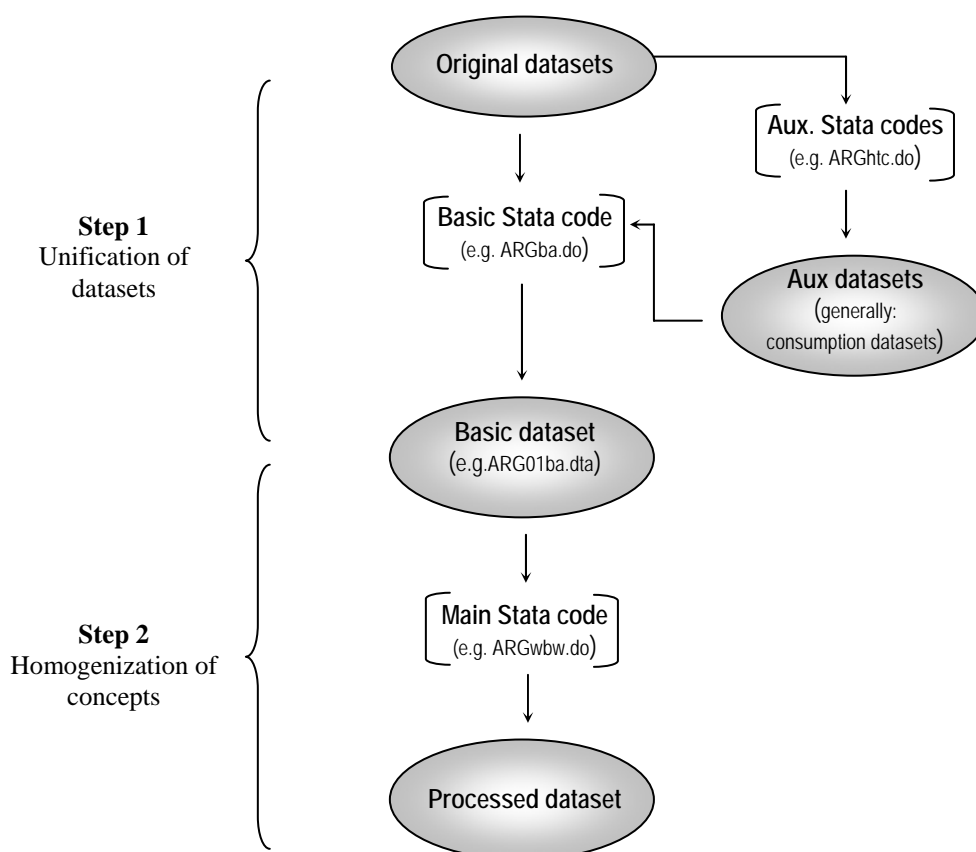 Original datasets
Aux. Stata codes
(e.g. ARGhtc.do)
Step 1
Unification of
datasets
Basic Stata code
(e.g. ARGba.do)
Aux datasets
(generally:
consumption datasets)
Basic dataset
(e.g.ARG01ba.dta)
Step 2
Homogenization of
concepts
Main Stata code
(e.g. ARGwbw.do)
Processed dataset